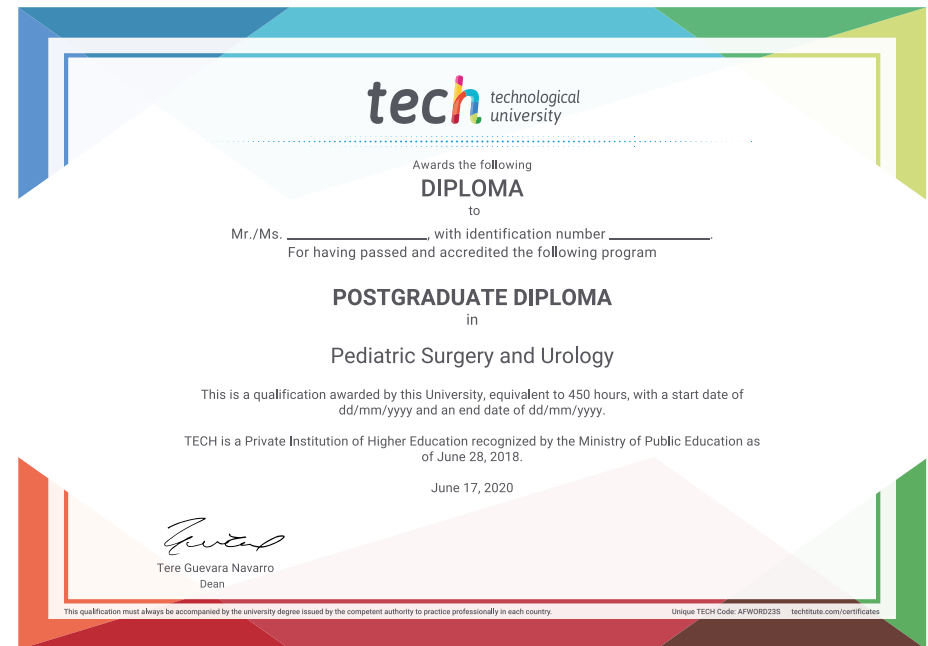 tech technological
university
Awards the following
DIPLOMA
to
Mr./Ms. ____________________, with identification number ______________.
For having passed and accredited the following program
POSTGRADUATE DIPLOMA
in
Pediatric Surgery and Urology
This is a qualification awarded by this University, equivalent to 450 hours, with a start date of
dd/mm/yyyy and an end date of dd/mm/yyyy.
TECH is a Private Institution of Higher Education recognized by the Ministry of Public Education as
of June 28, 2018.
June 17, 2020
Tere Guevara Navarro
Dean
This qualification must always be accompanied by the university degree issued by the competent authority to practice professionally in each country.
Unique TECH Code: AFWORD23S techtitute.com/certificates